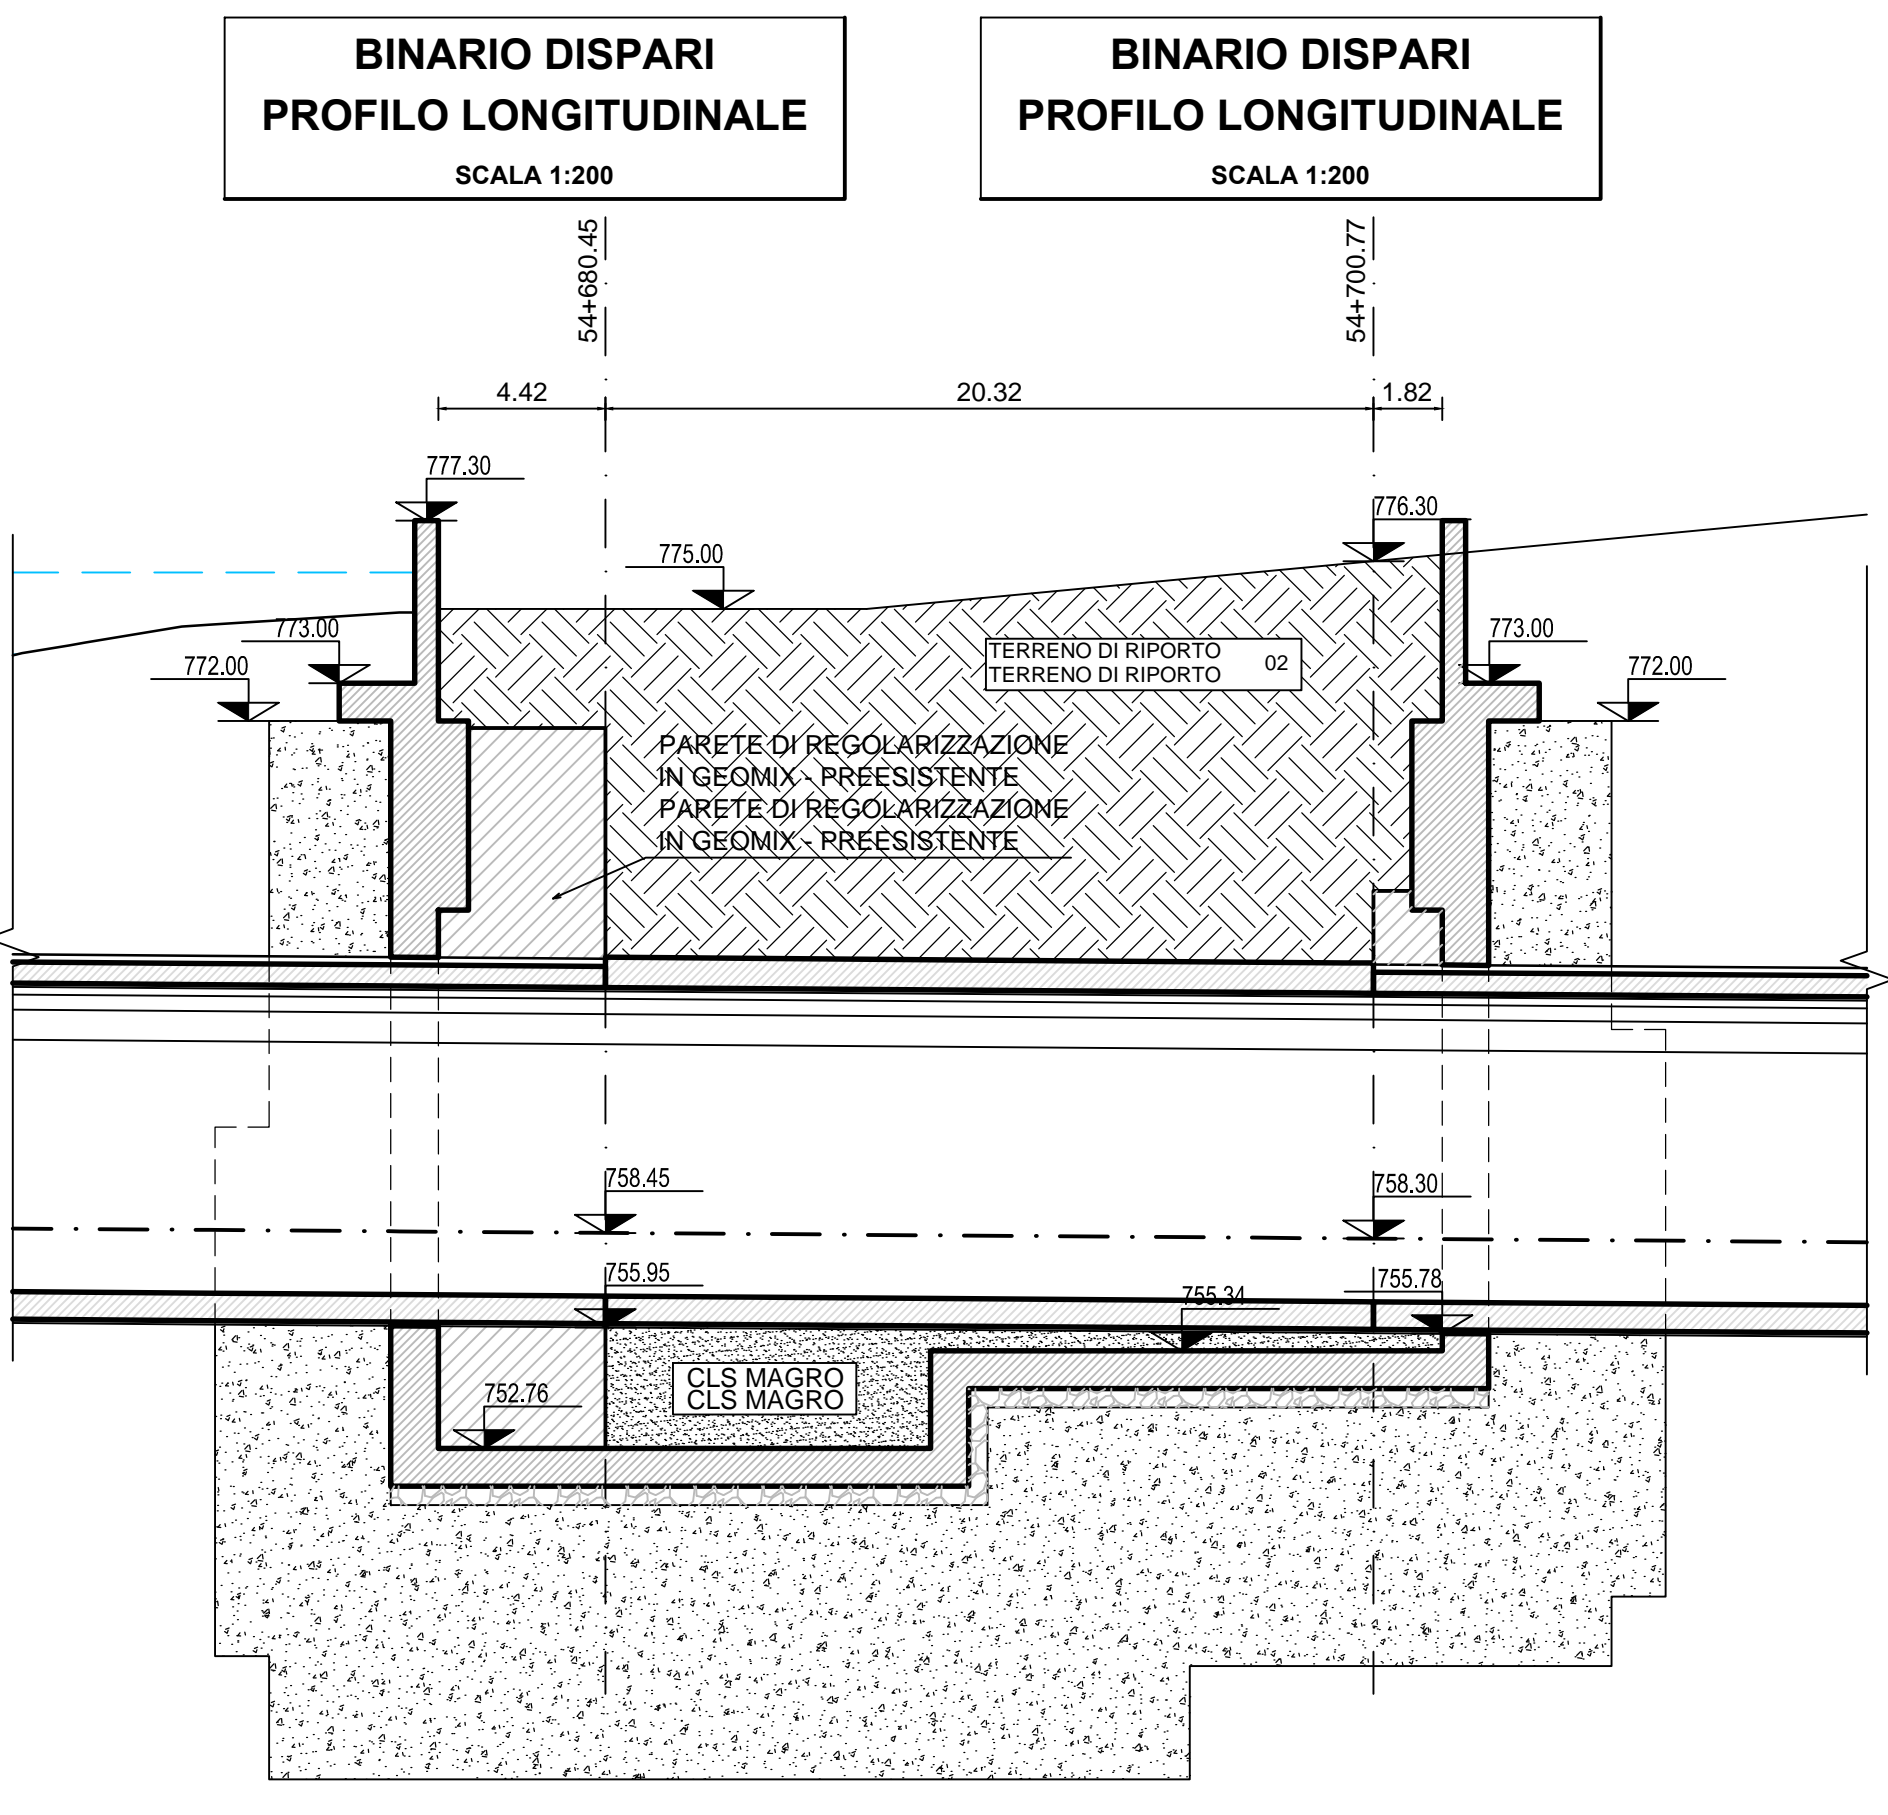 BINARIO DISPARI
PROFILO LONGITUDINALE
SCALA 1:200
BINARIO DISPARI
PROFILO LONGITUDINALE
SCALA 1:200
54+680.45
54+700.77
4.42
20.32
1.82
777.30
776.30
775.00
773.00
772.00
773.00
772.00
TERRENO DI RIPORTO
TERRENO DI RIPORTO
02
PARETE DI REGOLARIZZAZIONE
IN GEOMIX - PREESISTENTE
PARETE DI REGOLARIZZAZIONE
IN GEOMIX - PREESISTENTE
758.45
758.30
755.95
755.34
755.78
CLS MAGRO
CLS MAGRO
752.76